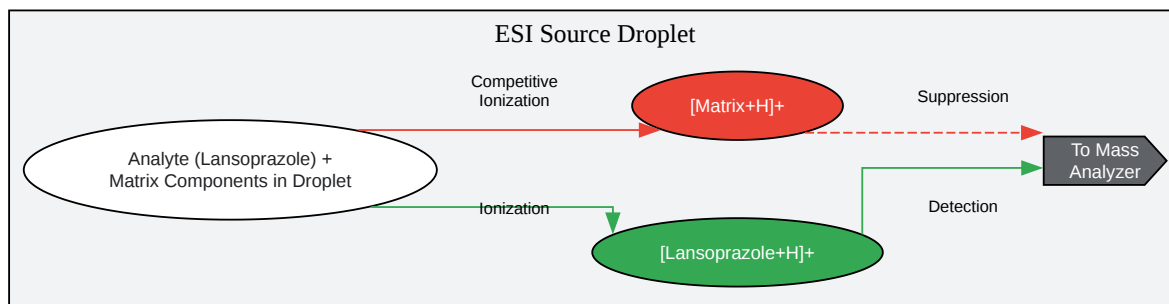 ESI Source Droplet
Competitive
Ionization
[Matrix+H]+
Suppression
Analyte (Lansoprazole) +
Matrix Components in Droplet
To Mass
Analyzer
Ionization
Detection
[Lansoprazole+H]+